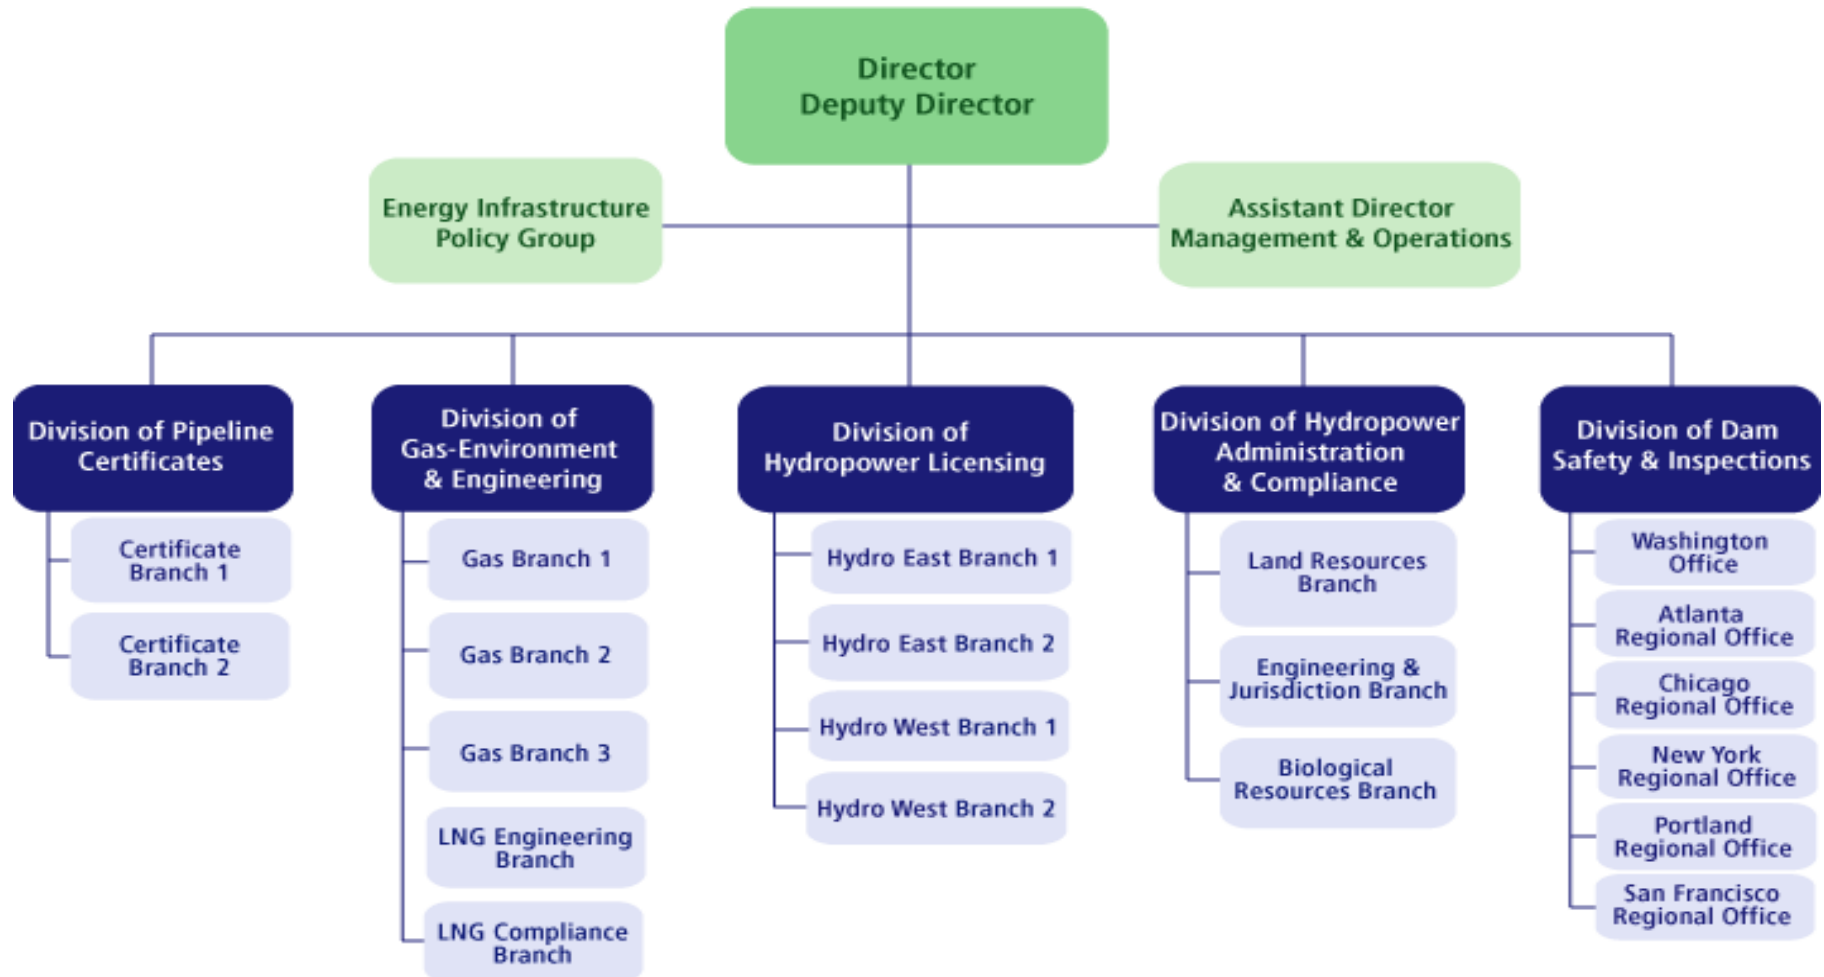 Director
Deputy Director
Energy Infrastructure
Policy Group
Assistant Director
Management & Operations
Division of Pipeline
Certificates
Certificate
Branch 1
Certificate
Branch 2
Division of
Gas-Environment
& Engineering
Gas Branch 1
Gas Branch 2
Gas Branch 3
LNG Engineering
Branch
LNG Compliance
Branch
Division of
Hydropower Licensing
Hydro East Branch 1
Hydro East Branch 2
Hydro West Branch 1
Hydro West Branch 2
Division of Hydropower
Administration
& Compliance
Land Resources
Branch
Engineering &
Jurisdiction Branch
Biological
Resources Branch
Division of Dam
Safety & Inspections
Washington
Office
Atlanta
Regional Office
Chicago
Regional Office
New York
Regional Office
Portland
Regional Office
San Francisco
Regional Office